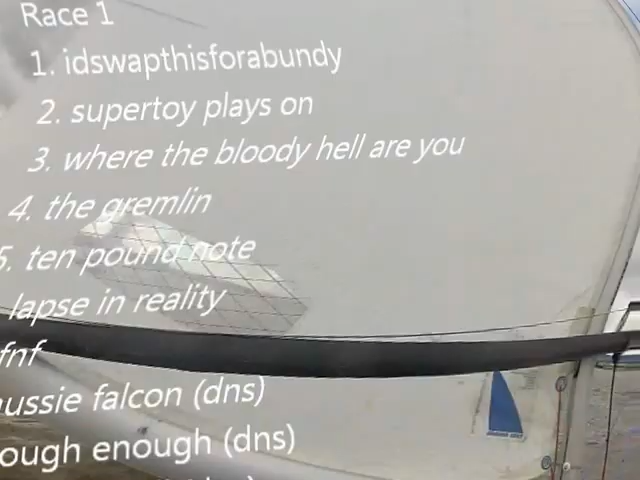 Race 1
1. idswapthisforabundy
2. supertoy plays on
3. where the bloody hell are you
4. the gremlin
5. ten pound note
lapse in reality
fnf
aussie falcon (dns)
ough enough (dns)